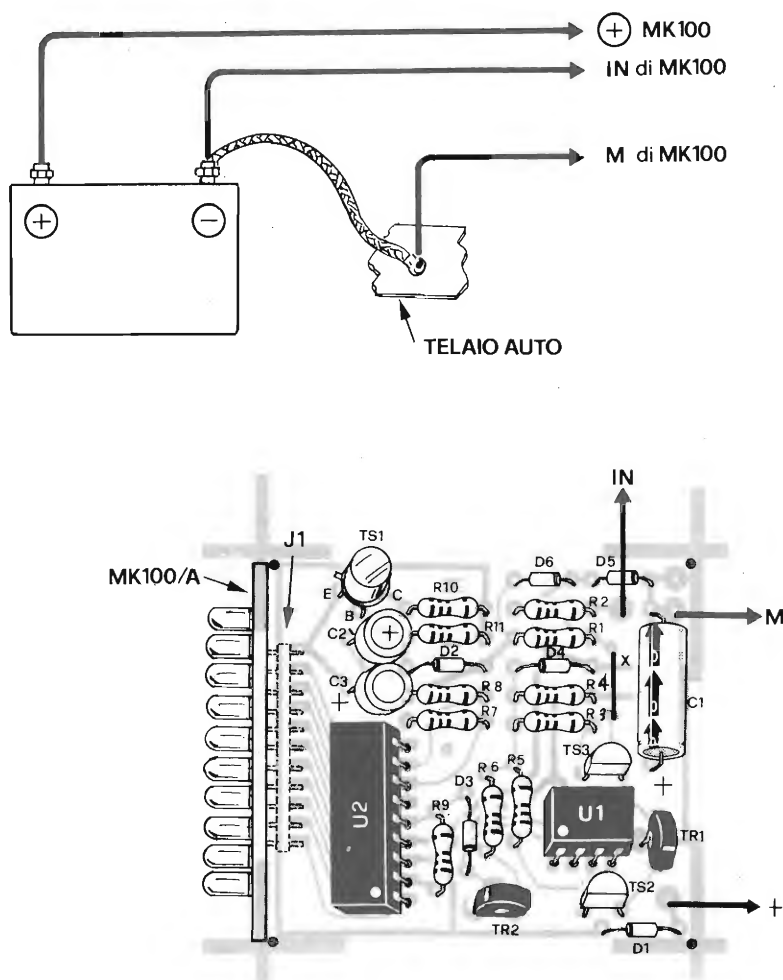 + MK100
IN di MK100
M di MK100
+
−
TELAIO AUTO
IN
J1
TS1
MK100/A
D6
D5
E
C
B
R10
R2
M
C2
+
R11
R1
D2
D4
X
C3
+
R8
R4
C1
R7
R3
TS3
+
U2
R9
D3
R6
R5
U1
TR1
TS2
+
TR2
D1